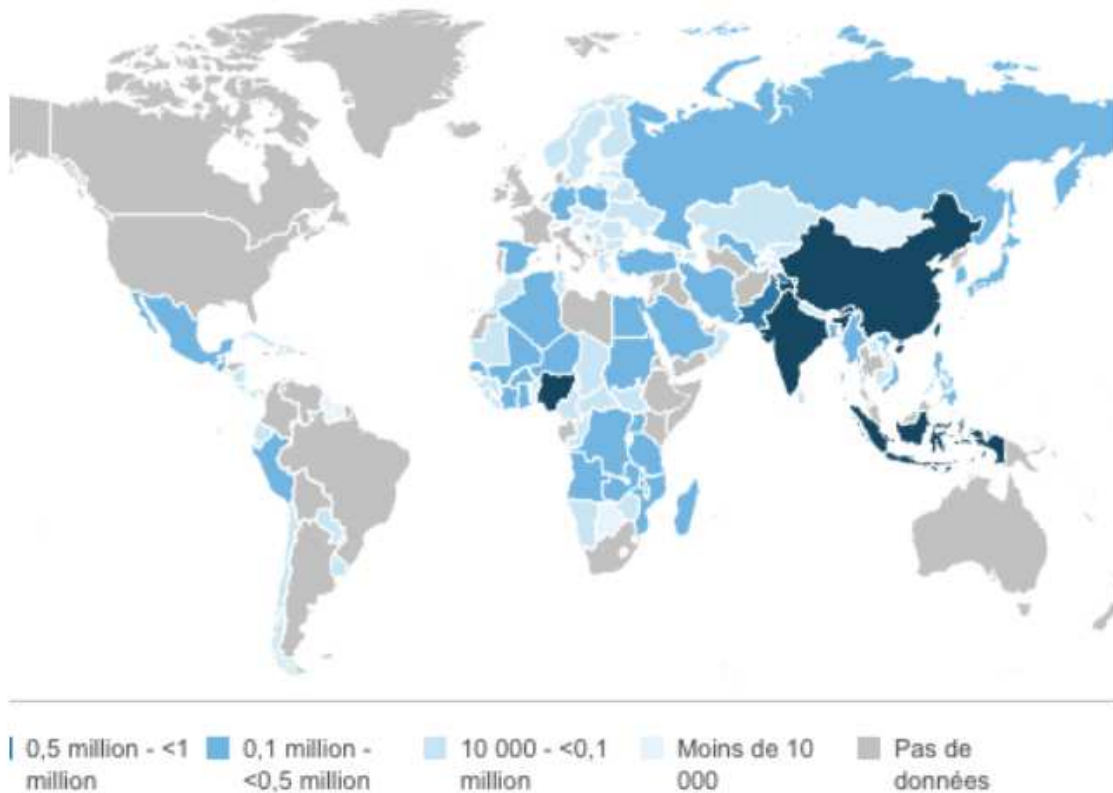 0,5 million - <1
million
0,1 million -
<0,5 million
10 000 - <0,1
million
Moins de 10
000
Pas de
données